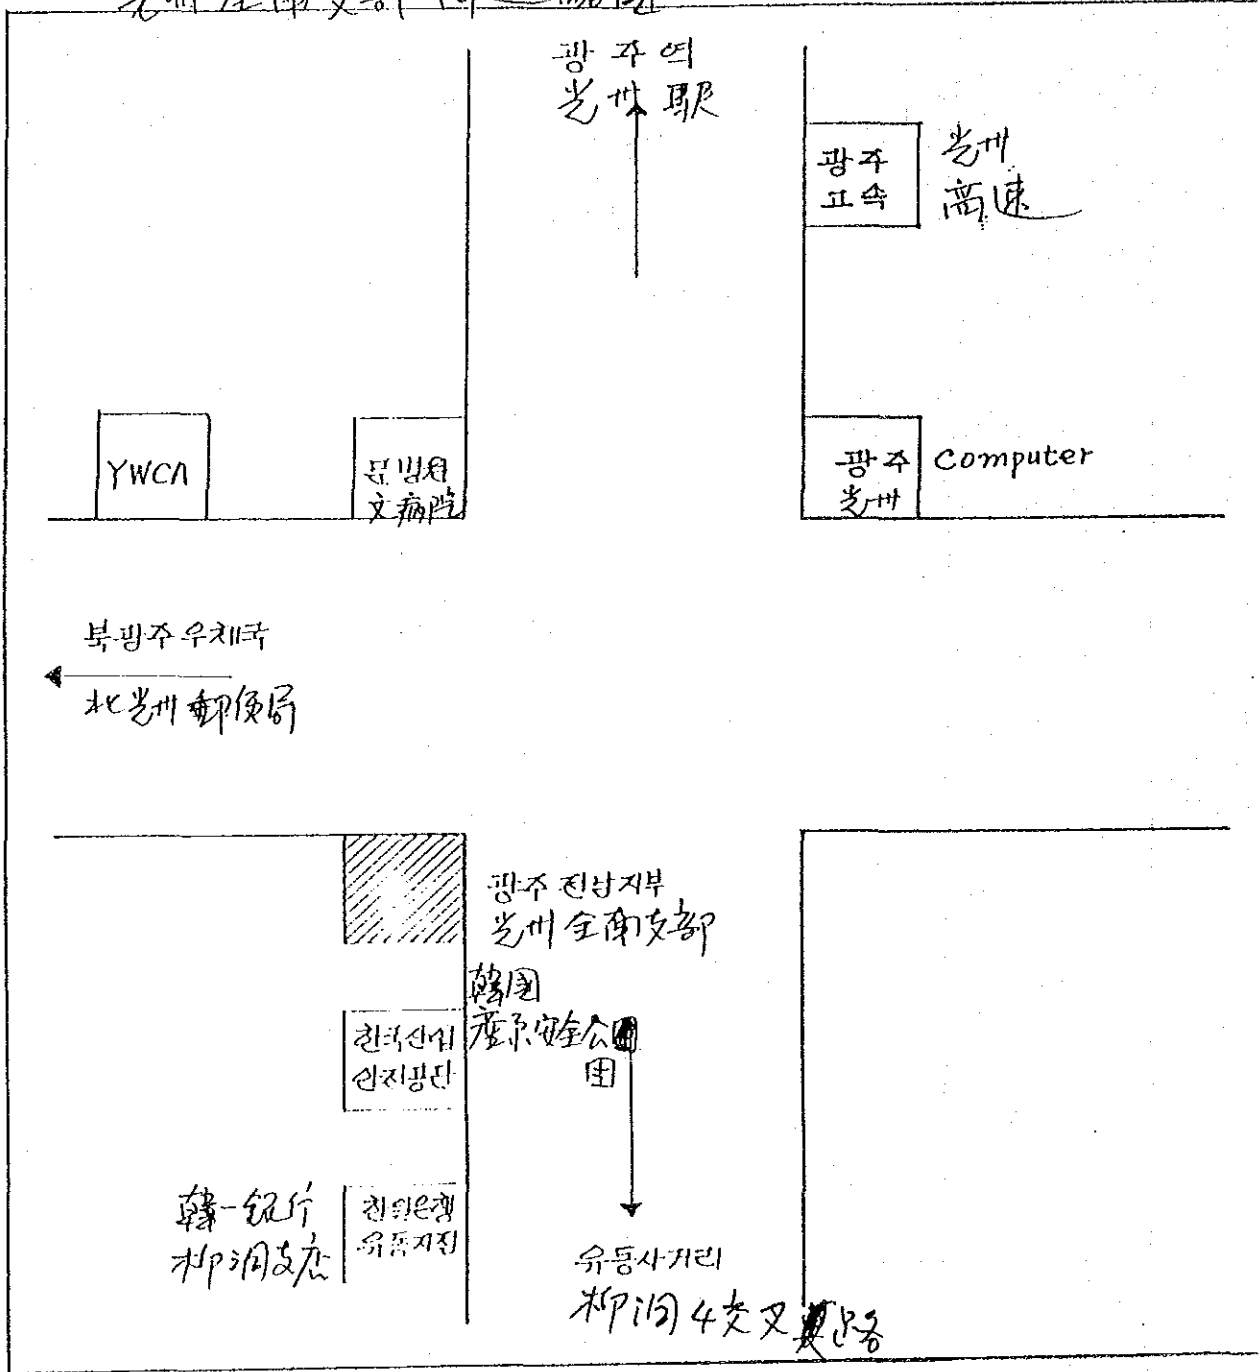 광주역
光州 駅
광주
고속
光州
高速
YWCA
문병원
文病院
광주
光州
Computer
북광주우체국
北光州郵便局
광주전남지부
光州全南支部
韓国
産業安全公団
団
한국산업
안전공단
韓一銀行
柳洞支店
한일은행
유동지점
유동사거리
柳洞4交叉路